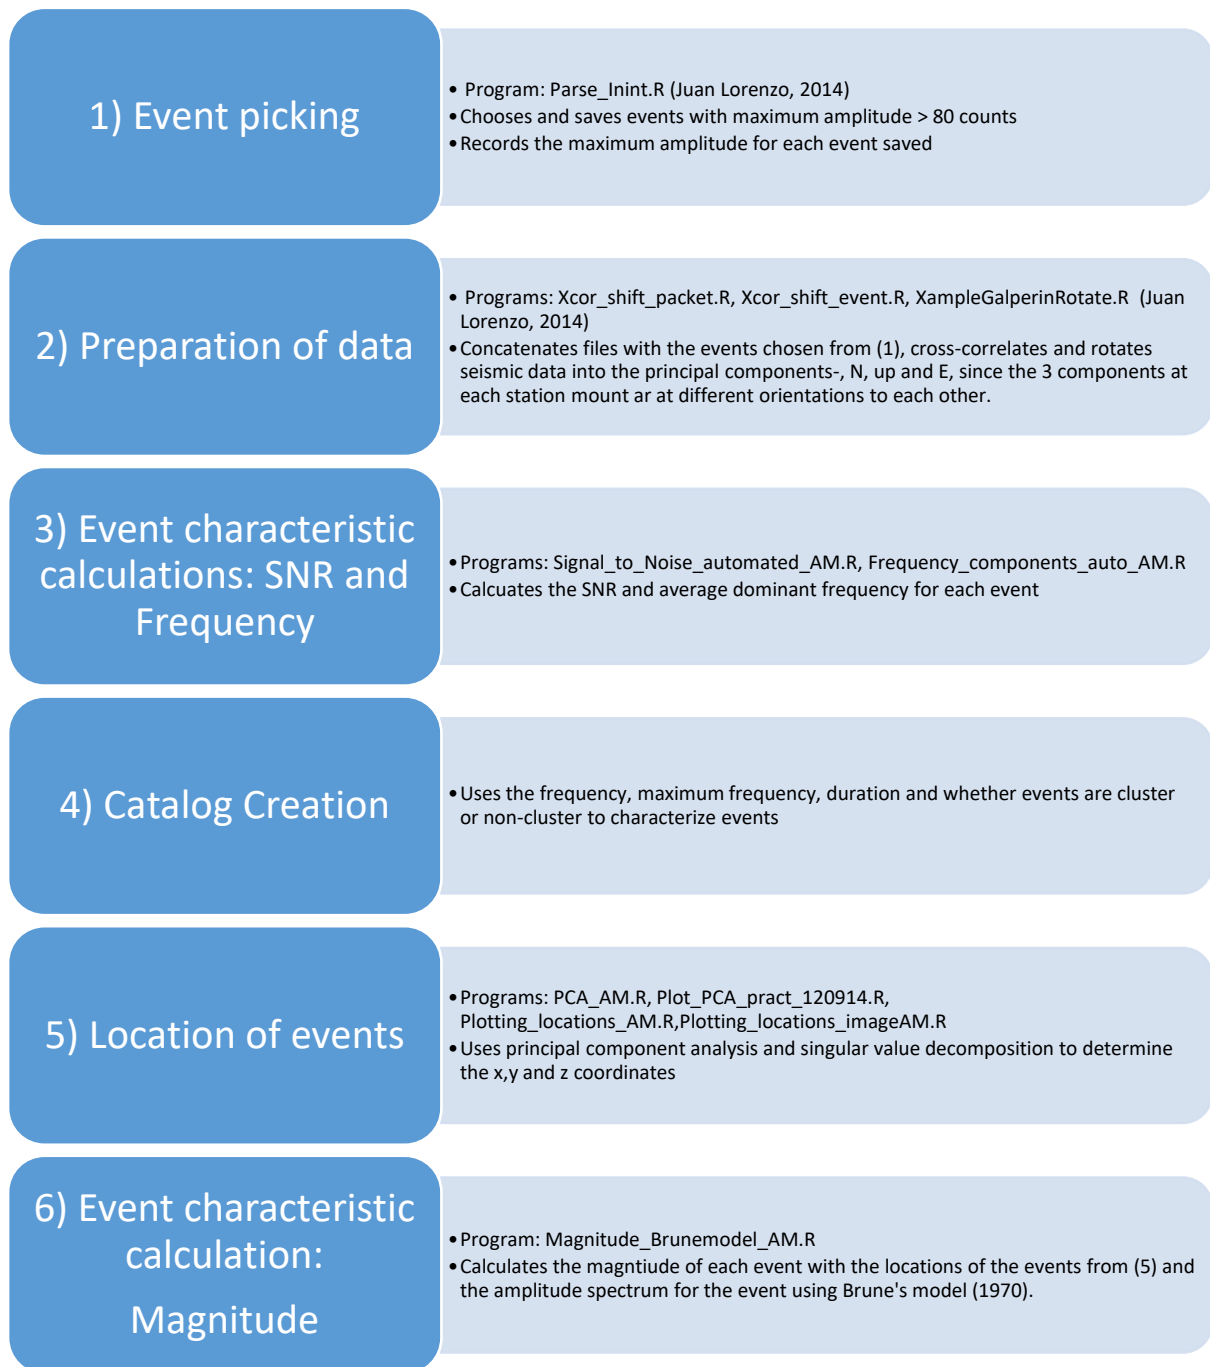 1) Event picking
• Program: Parse_Inint.R (Juan Lorenzo, 2014)
•Chooses and saves events with maximum amplitude > 80 counts
•Records the maximum amplitude for each event saved
2) Preparation of data
• Programs: Xcor_shift_packet.R, Xcor_shift_event.R, XampleGalperinRotate.R (Juan
Lorenzo, 2014)
•Concatenates files with the events chosen from (1), cross-correlates and rotates
seismic data into the principal components-, N, up and E, since the 3 components at
each station mount ar at different orientations to each other.
3) Event characteristic
calculations: SNR and
Frequency
•Programs: Signal_to_Noise_automated_AM.R, Frequency_components_auto_AM.R
•Calcuates the SNR and average dominant frequency for each event
4) Catalog Creation
•Uses the frequency, maximum frequency, duration and whether events are cluster
or non-cluster to characterize events
5) Location of events
•Programs: PCA_AM.R, Plot_PCA_pract_120914.R,
Plotting_locations_AM.R,Plotting_locations_imageAM.R
•Uses principal component analysis and singular value decomposition to determine
the x,y and z coordinates
6) Event characteristic
calculation:
Magnitude
•Program: Magnitude_Brunemodel_AM.R
•Calculates the magntiude of each event with the locations of the events from (5) and
the amplitude spectrum for the event using Brune's model (1970).